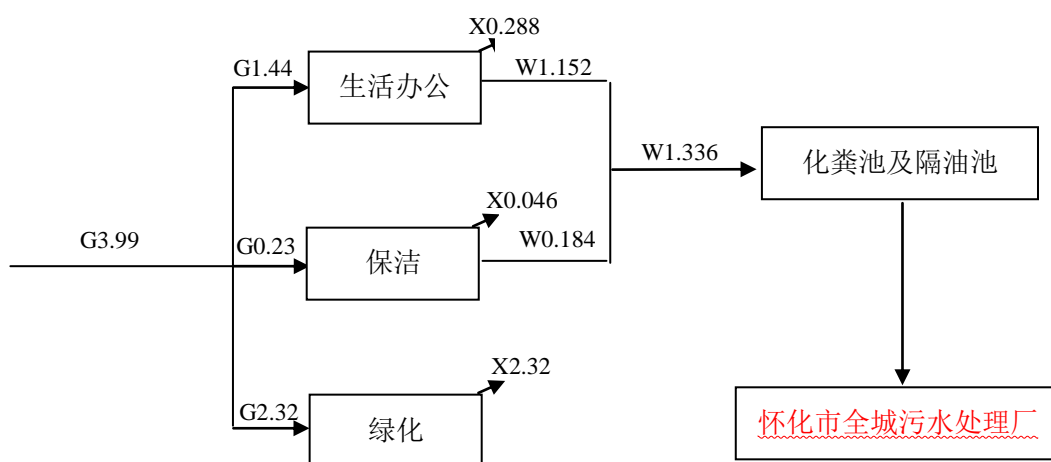 X0.288
G1.44
生活办公
W1.152
W1.336
化粪池及隔油池
X0.046
G3.99
G0.23
保洁
W0.184
X2.32
G2.32
绿化
怀化市全城污水处理厂